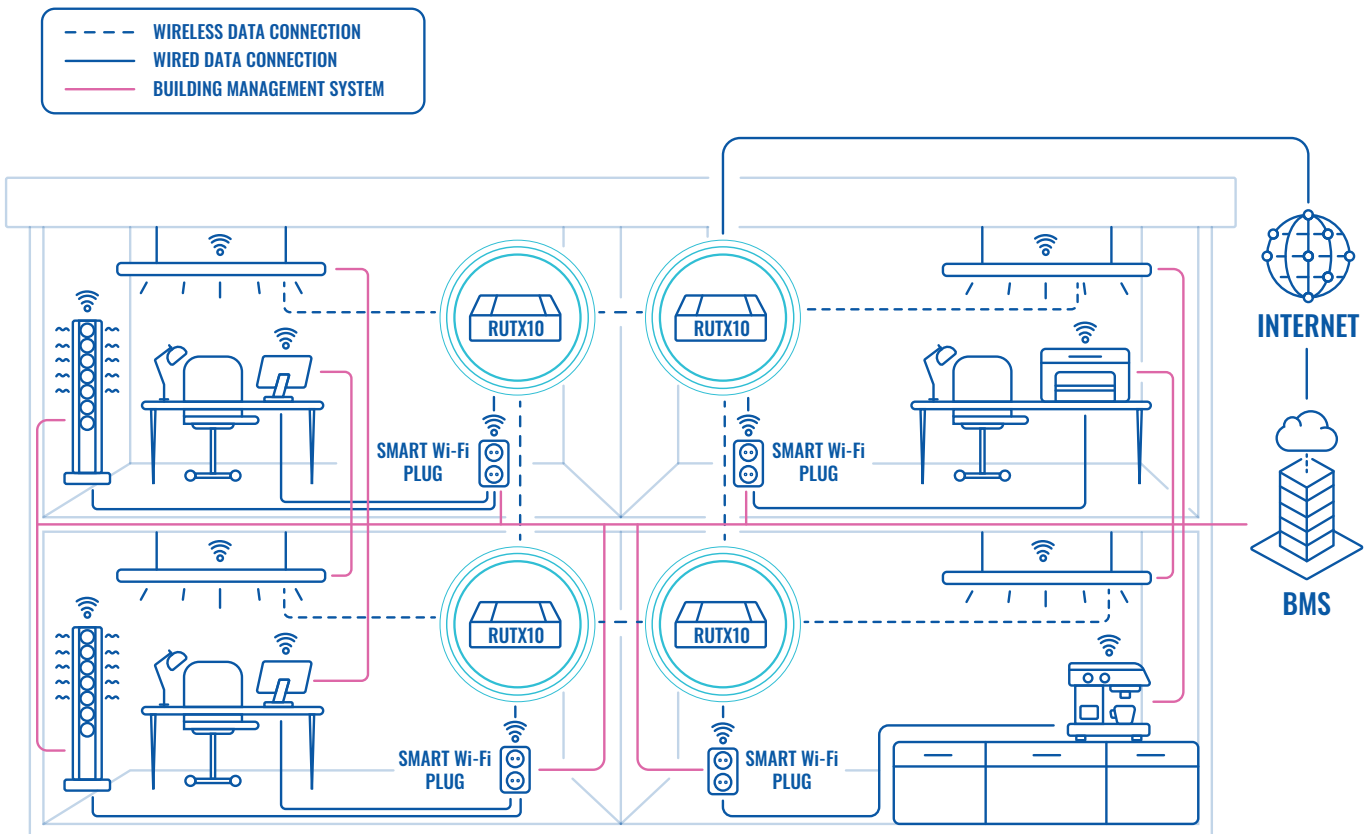 WIRELESS DATA CONNECTION
WIRED DATA CONNECTION
BUILDING MANAGEMENT SYSTEM
RUTX10
RUTX10
INTERNET
SMART Wi-Fi
PLUG
SMART Wi-Fi
PLUG
BMS
RUTX10
RUTX10
SMART Wi-Fi
PLUG
SMART Wi-Fi
PLUG